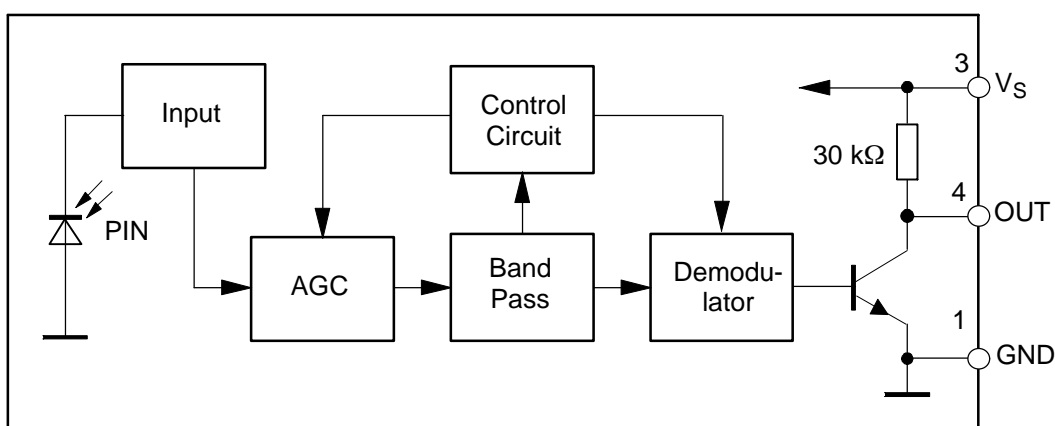 Input
Control
Circuit
3
V_S
30 kΩ
4
OUT
PIN
AGC
Band
Pass
Demodu-
lator
1
GND